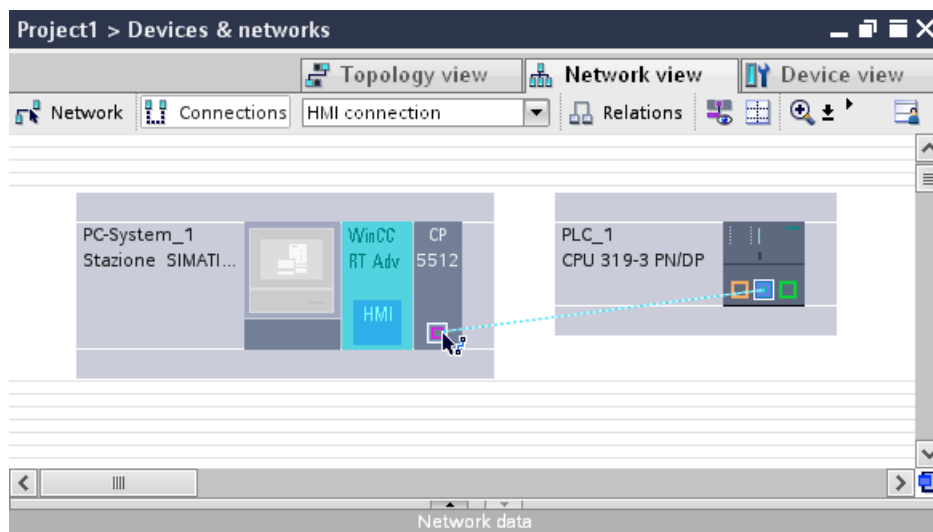 Project1 > Devices & networks
Topology view
Network view
Device view
Network
Connections
HMI connection
Relations
PC-System_1
Stazione SIMATI...
WinCC
RT Adv
HMI
CP
5512
PLC_1
CPU 319-3 PN/DP
Network data